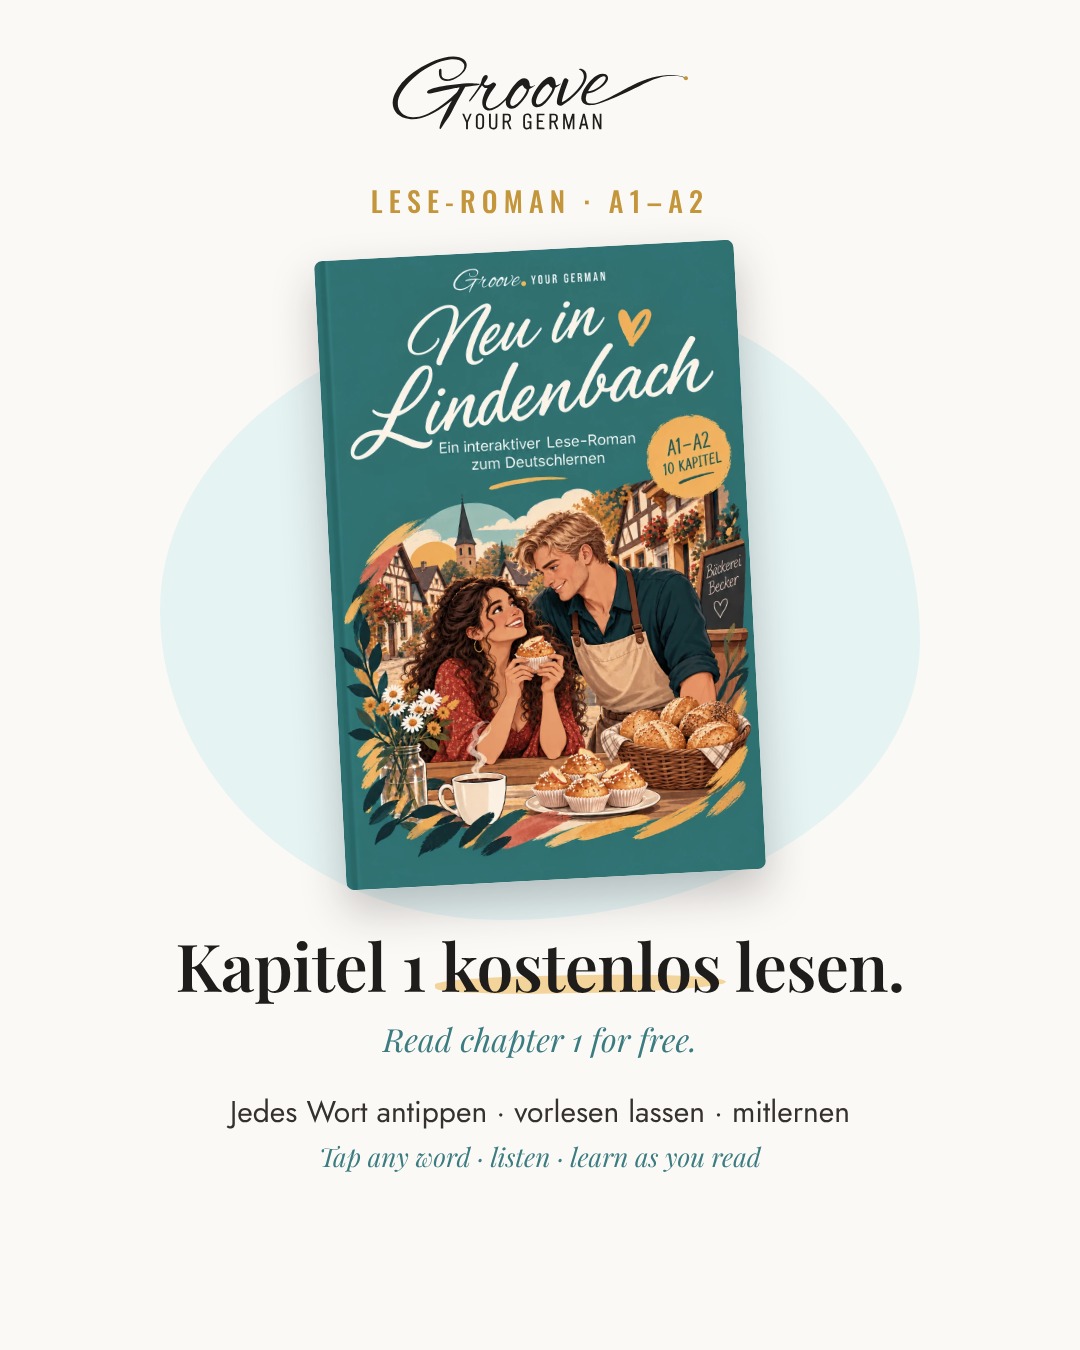 Groove
YOUR GERMAN
LESE-ROMAN · A1–A2
Groove. YOUR GERMAN
Neu in
Lindenbach
Ein interaktiver Lese-Roman
zum Deutschlernen
A1–A2
10 KAPITEL
Bäckerei
Becker
Kapitel 1 kostenlos lesen.
Read chapter 1 for free.
Jedes Wort antippen · vorlesen lassen · mitlernen
Tap any word · listen · learn as you read